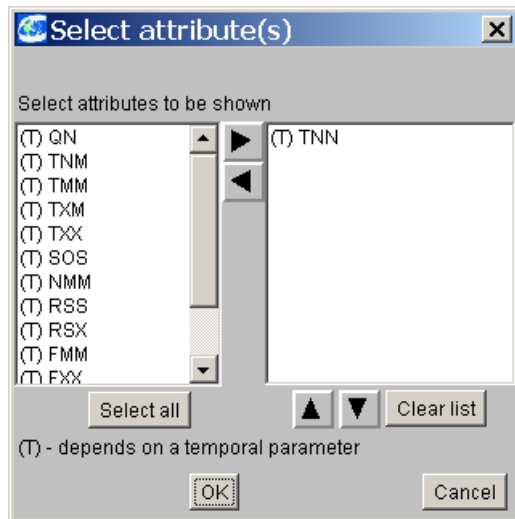 Select attribute(s)
Select attributes to be shown
(T) QN
(T) TNM
(T) TMM
(T) TXM
(T) TXX
(T) SOS
(T) NMM
(T) RSS
(T) RSX
(T) FMM
(T) FXX
(T) TNN
Select all
Clear list
(T) - depends on a temporal parameter
OK
Cancel